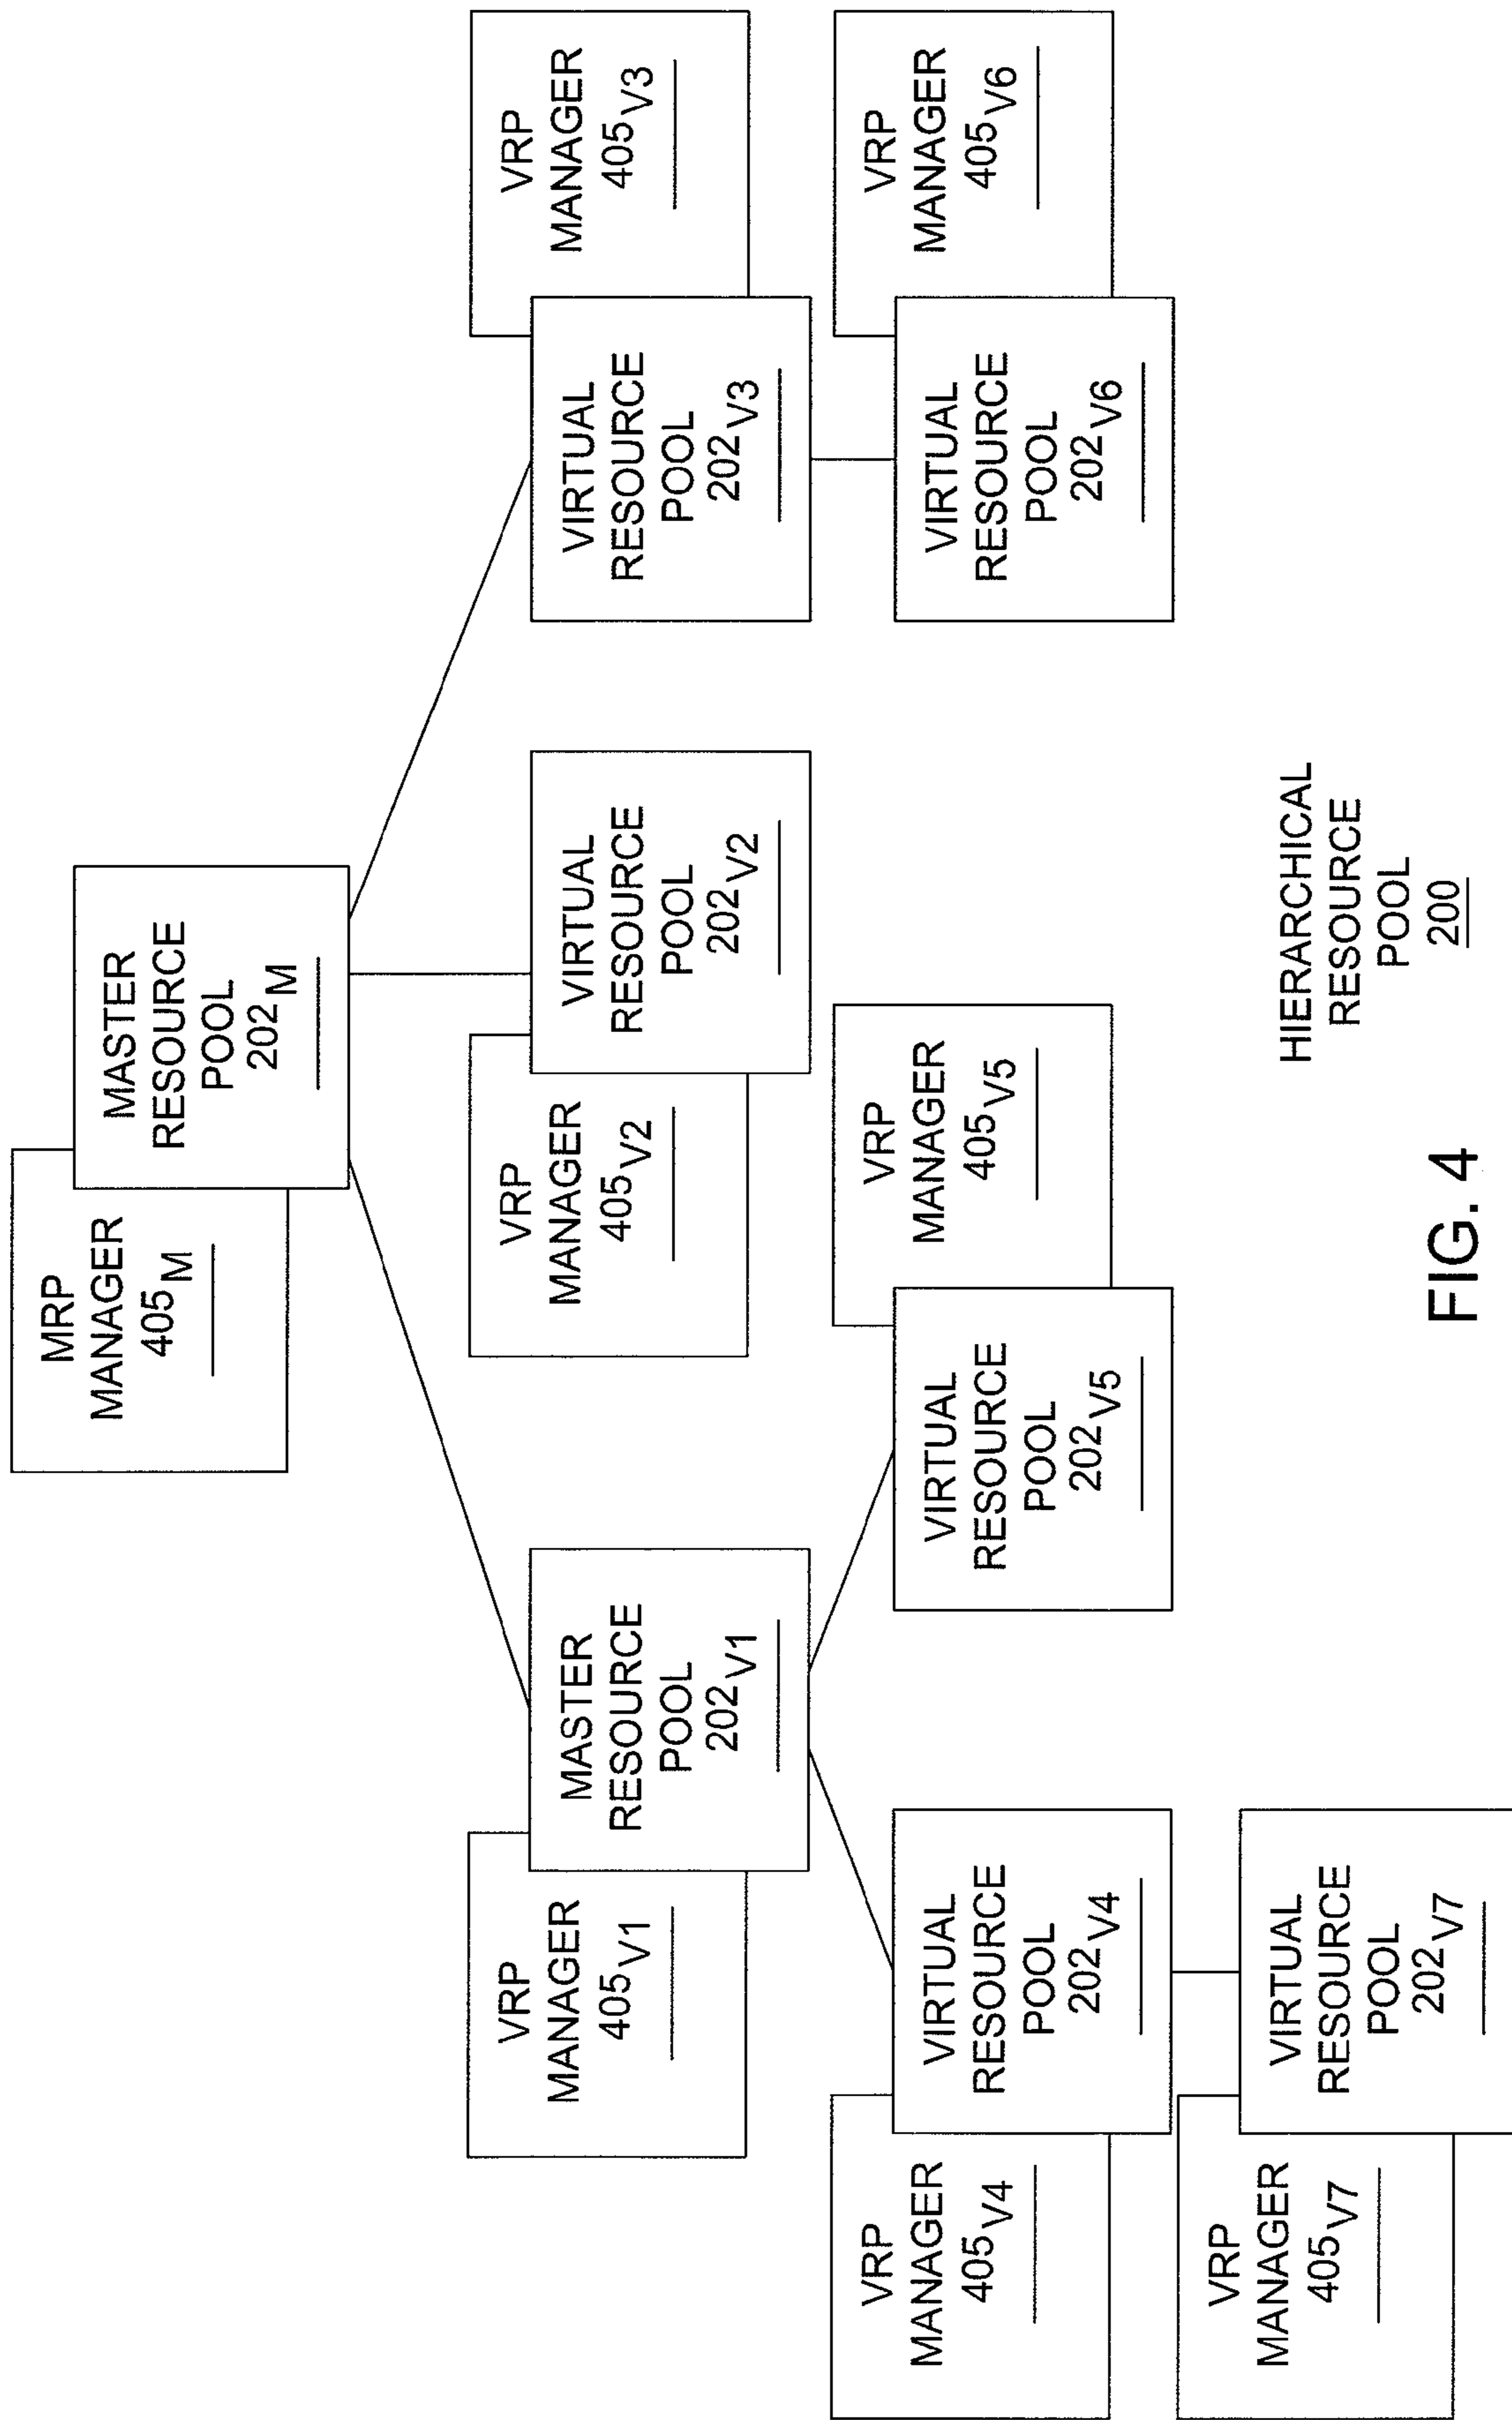 MRP
MANAGER
405M
MASTER
RESOURCE
POOL
202M
VRP
MANAGER
405V1
MASTER
RESOURCE
POOL
202V1
VRP
MANAGER
405V2
VIRTUAL
RESOURCE
POOL
202V2
VIRTUAL
RESOURCE
POOL
202V3
VRP
MANAGER
405V3
VRP
MANAGER
405V4
VIRTUAL
RESOURCE
POOL
202V4
VIRTUAL
RESOURCE
POOL
202V5
VRP
MANAGER
405V5
VIRTUAL
RESOURCE
POOL
202V6
VRP
MANAGER
405V6
VRP
MANAGER
405V7
VIRTUAL
RESOURCE
POOL
202V7
HIERARCHICAL
RESOURCE
POOL
200
FIG. 4